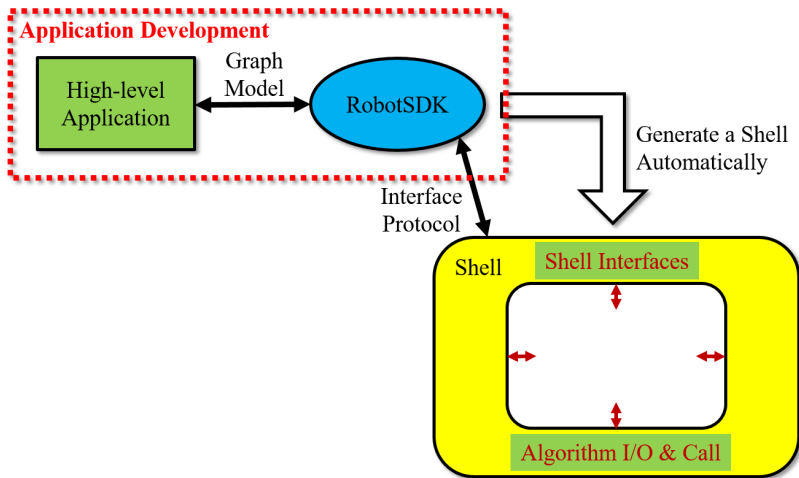 Application Development
High-level
Application
Graph
Model
RobotSDK
Generate a Shell
Automatically
Interface
Protocol
Shell
Shell Interfaces
Algorithm I/O & Call